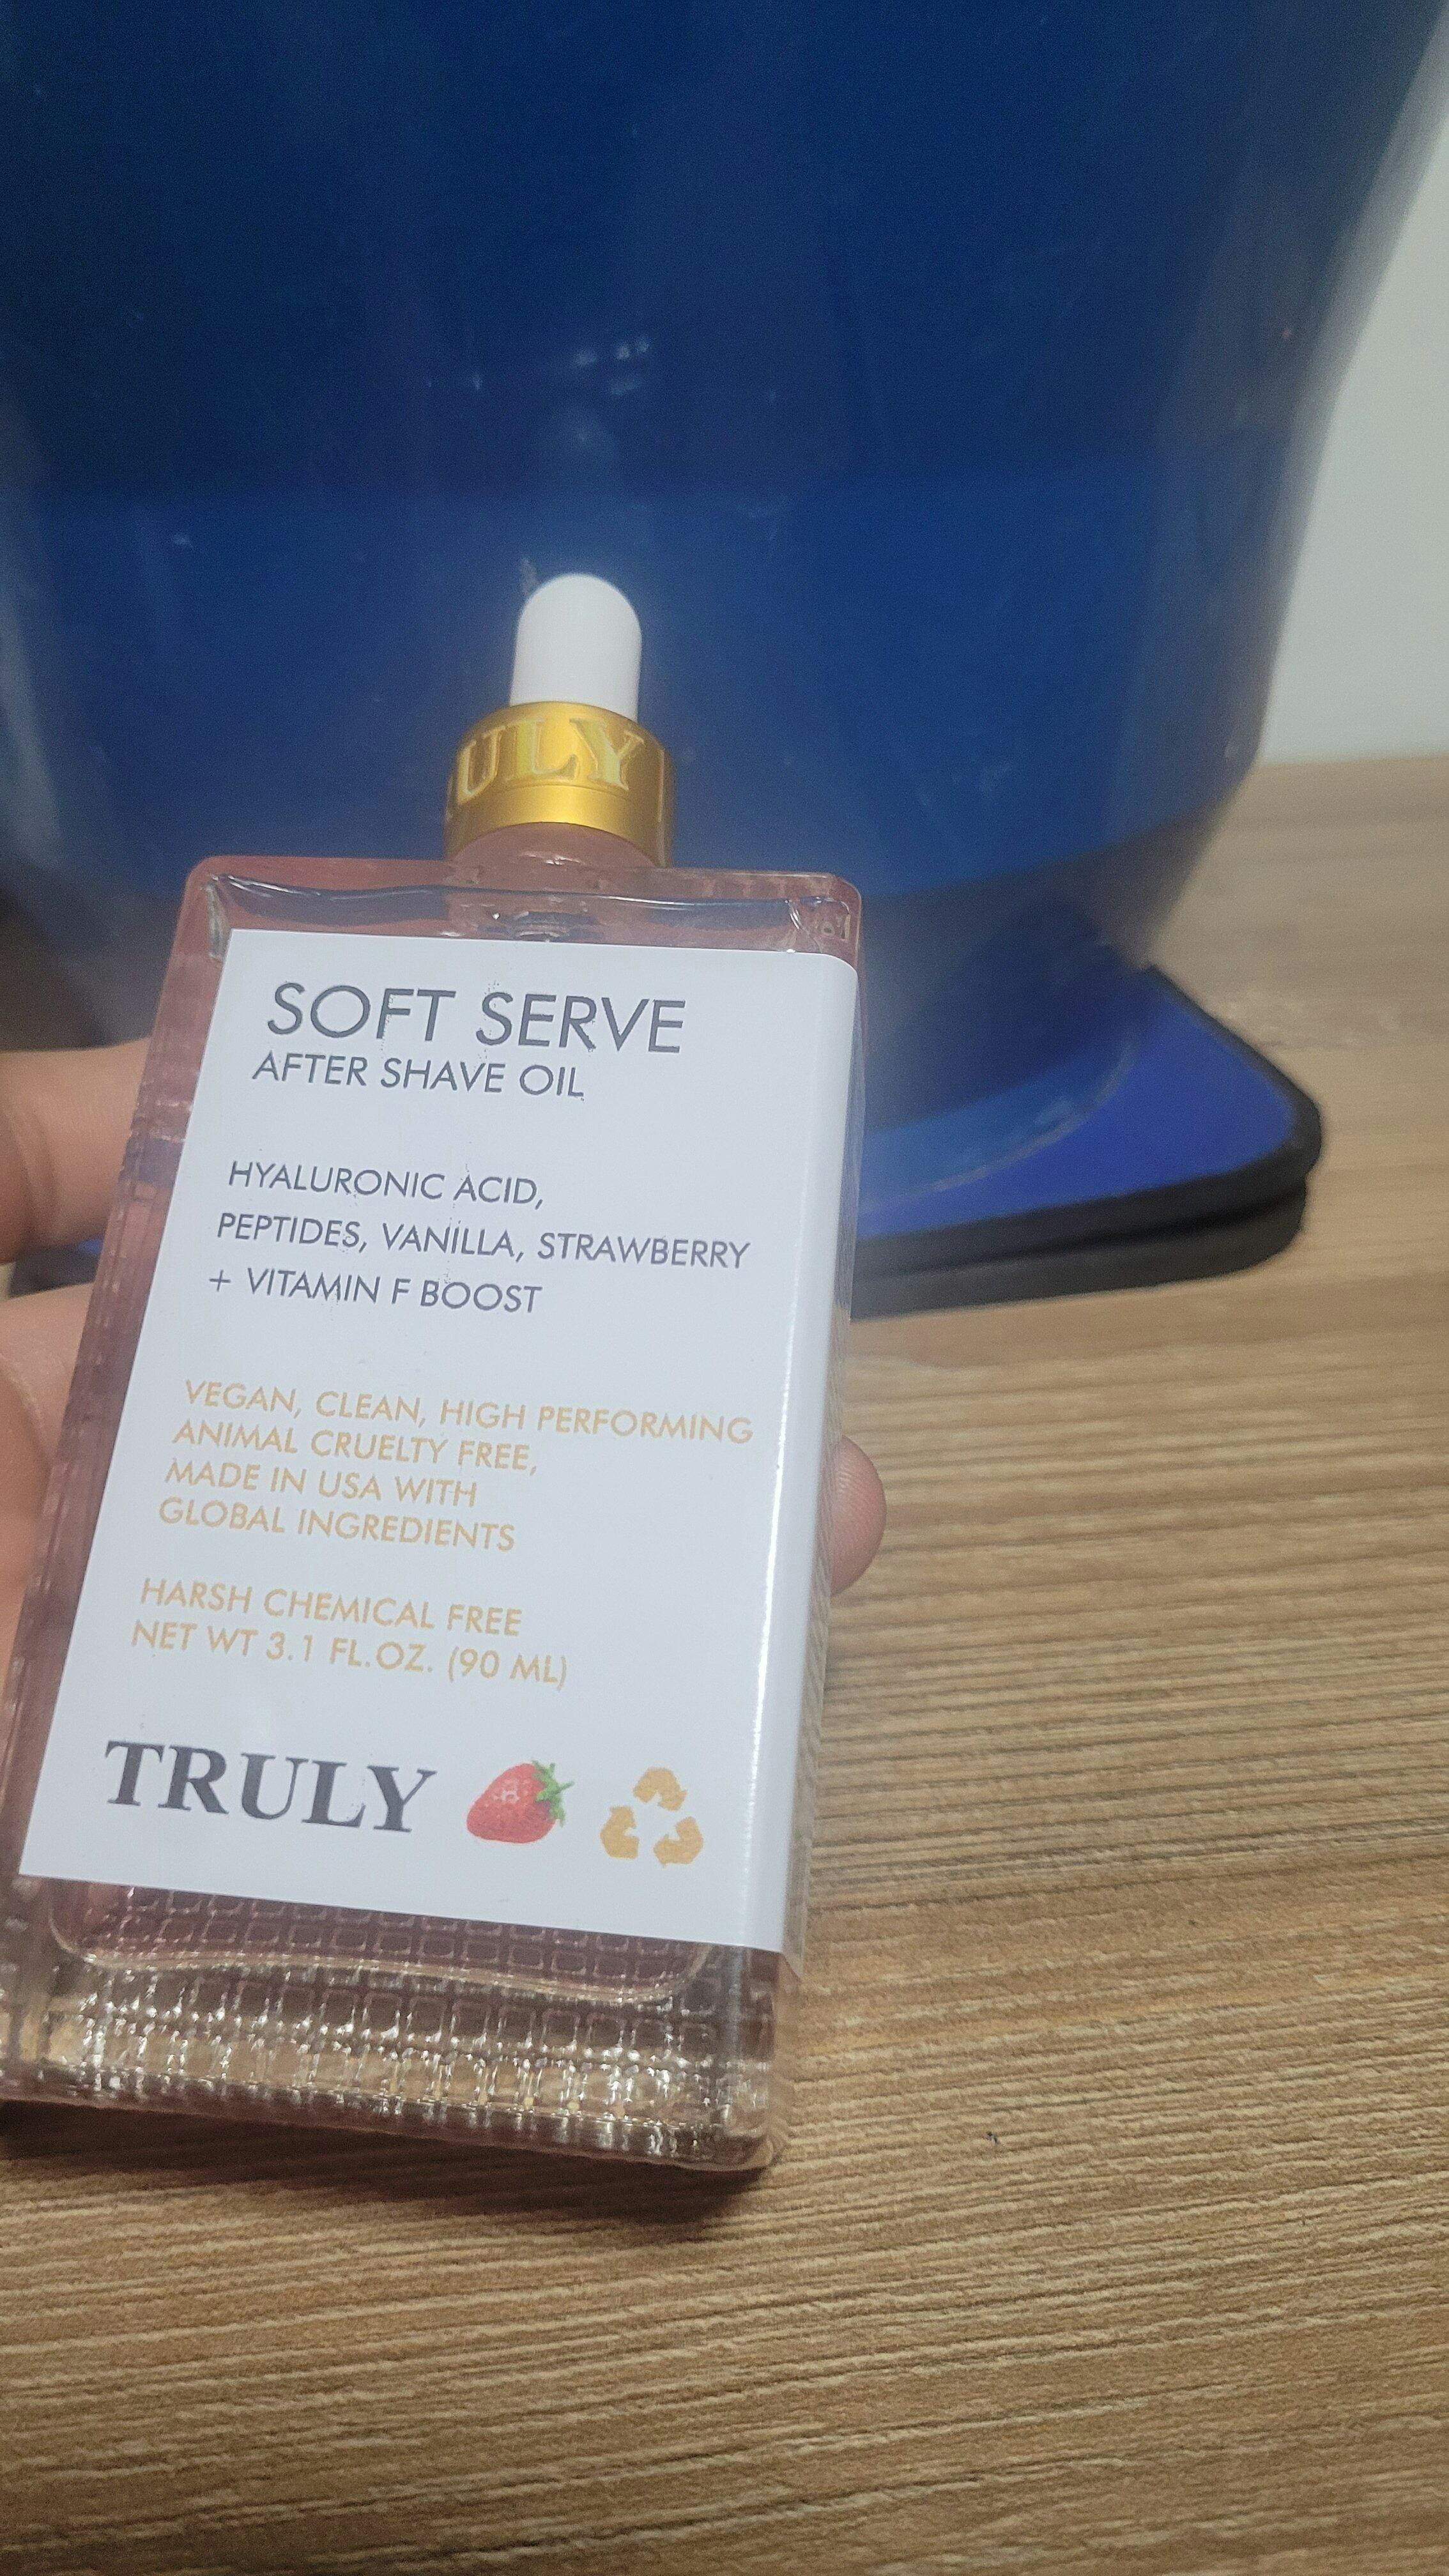 ULY
SOFT SERVE
AFTER SHAVE OIL
HYALURONIC ACID,
PEPTIDES, VANILLA, STRAWBERRY
+ VITAMIN F BOOST
VEGAN, CLEAN, HIGH PERFORMING
ANIMAL CRUELTY FREE,
MADE IN USA WITH
GLOBAL INGREDIENTS
HARSH CHEMICAL FREE
NET WT 3.1 FL.OZ. (90 ML)
TRULY